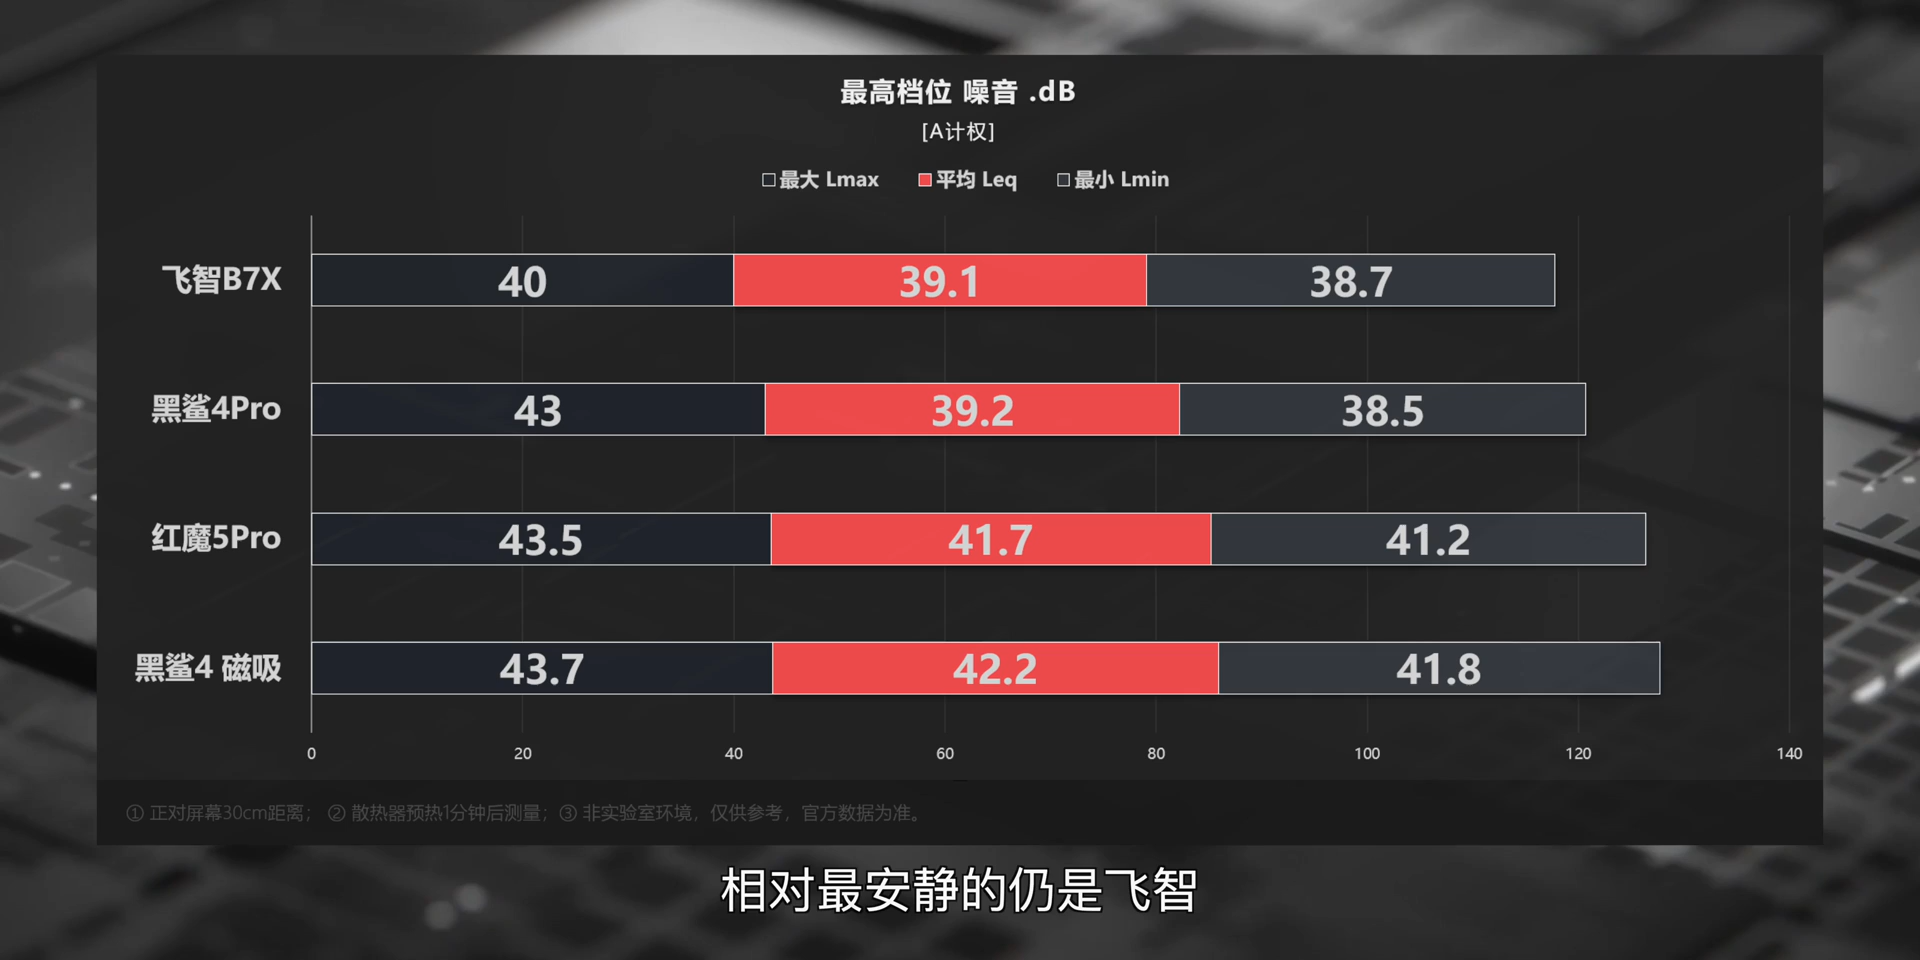 最高档位 噪音 .dB
[A计权]
最大 Lmax 平均 Leq 最小 Lmin
飞智B7X 40 39.1 38.7
黑鲨4Pro 43 39.2 38.5
红魔5Pro 43.5 41.7 41.2
黑鲨4 磁吸 43.7 42.2 41.8
0 20 40 60 80 100 120 140
① 正对屏幕30cm距离； ② 散热器预热1分钟后测量；③ 非实验室环境，仅供参考，官方数据为准。
相对最安静的仍是飞智